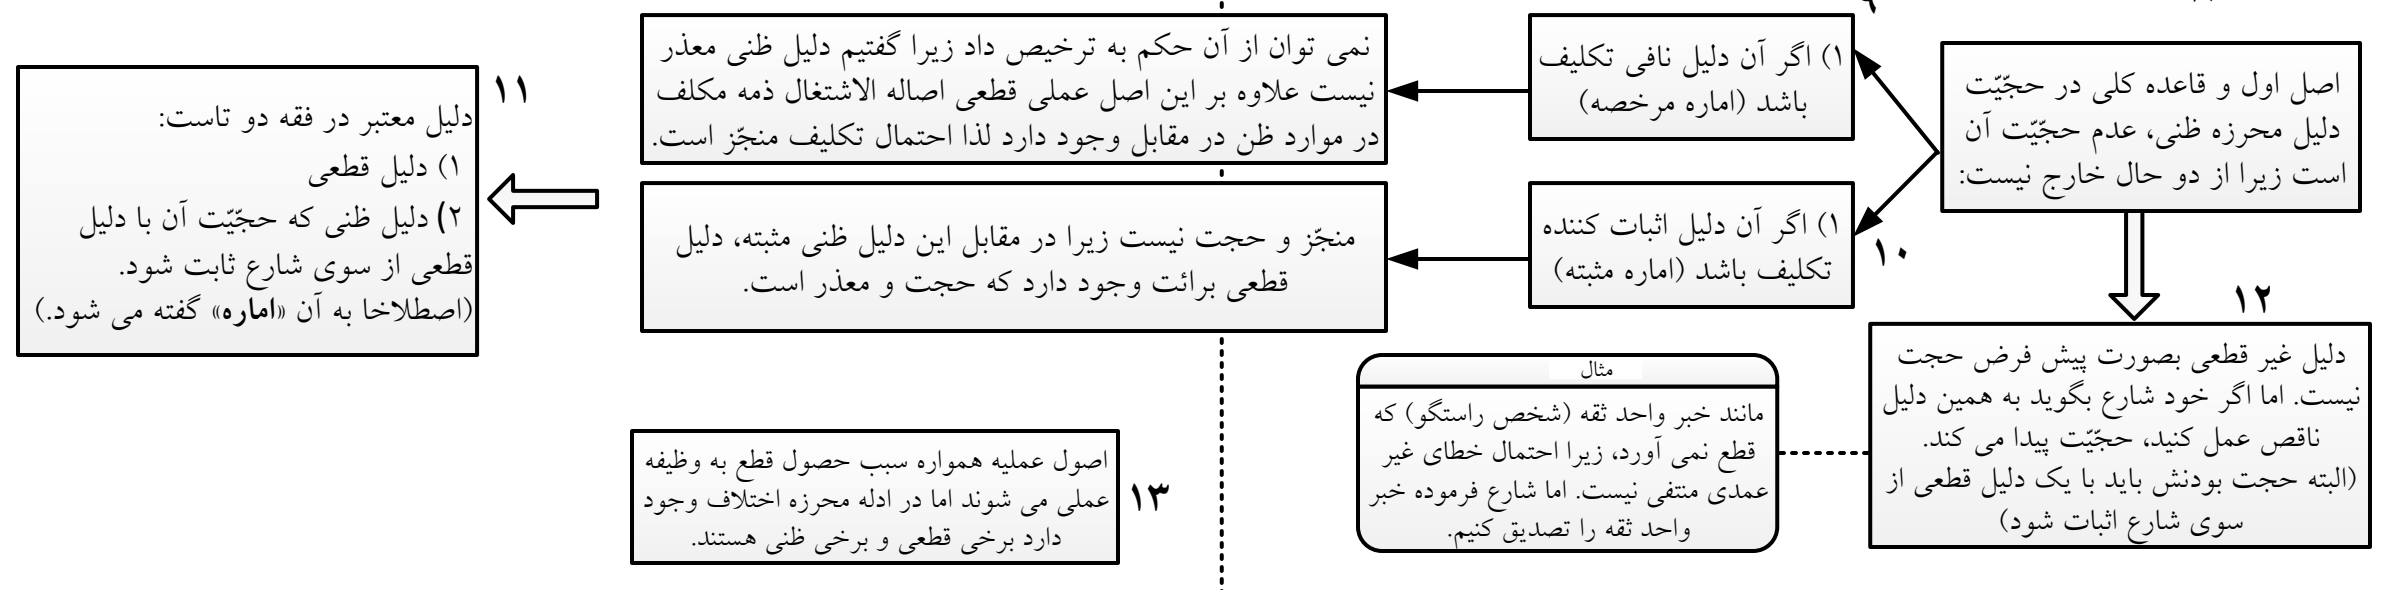 اصل اول و قاعده کلی در حجّیّت
دلیل محرزه ظنی، عدم حجّیّت آن
است زیرا از دو حال خارج نیست:
۹
۱) اگر آن دلیل نافی تکلیف
باشد (اماره مرخصه)
نمی توان از آن حکم به ترخیص داد زیرا گفتیم دلیل ظنی معذر
نیست علاوه بر این اصل عملی قطعی اصاله الاشتغال ذمه مکلف
در موارد ظن در مقابل وجود دارد لذا احتمال تکلیف منجّز است.
۱۰
۱) اگر آن دلیل اثبات کننده
تکلیف باشد (اماره مثبته)
منجّز و حجت نیست زیرا در مقابل این دلیل ظنی مثبته، دلیل
قطعی برائت وجود دارد که حجت و معذر است.
۱۱
دلیل معتبر در فقه دو تاست:
۱) دلیل قطعی
۲) دلیل ظنی که حجّیّت آن با دلیل
قطعی از سوی شارع ثابت شود.
(اصطلاخا به آن «اماره» گفته می شود.)
۱۲
دلیل غیر قطعی بصورت پیش فرض حجت
نیست. اما اگر خود شارع بگوید به همین دلیل
ناقص عمل کنید، حجّیّت پیدا می کند.
(البته حجت بودنش باید با یک دلیل قطعی از
سوی شارع اثبات شود)
مثال
مانند خبر واحد ثقه (شخص راستگو) که
قطع نمی آورد، زیرا احتمال خطای غیر
عمدی منتفی نیست. اما شارع فرموده خبر
واحد ثقه را تصدیق کنیم.
۱۳
اصول عملیه همواره سبب حصول قطع به وظیفه
عملی می شوند اما در ادله محرزه اختلاف وجود
دارد برخی قطعی و برخی ظنی هستند.